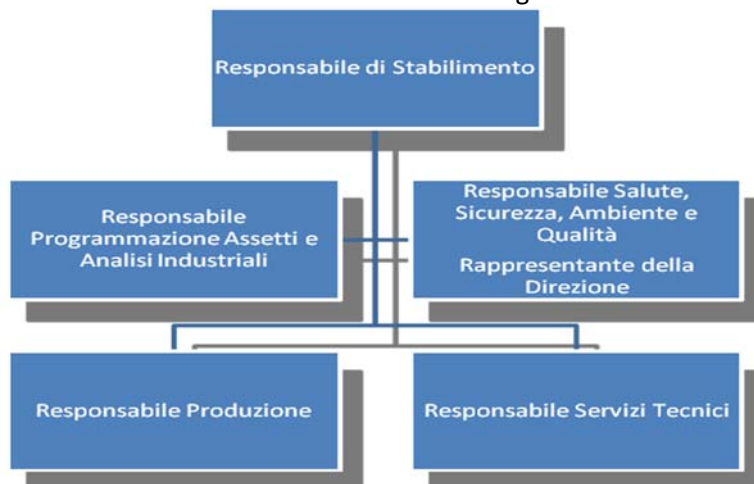 Responsabile di Stabilimento
Responsabile
Programmazione Assetti e
Analisi Industriali
Responsabile Salute,
Sicurezza, Ambiente e
Qualità
Rappresentante della
Direzione
Responsabile Produzione
Responsabile Servizi Tecnici